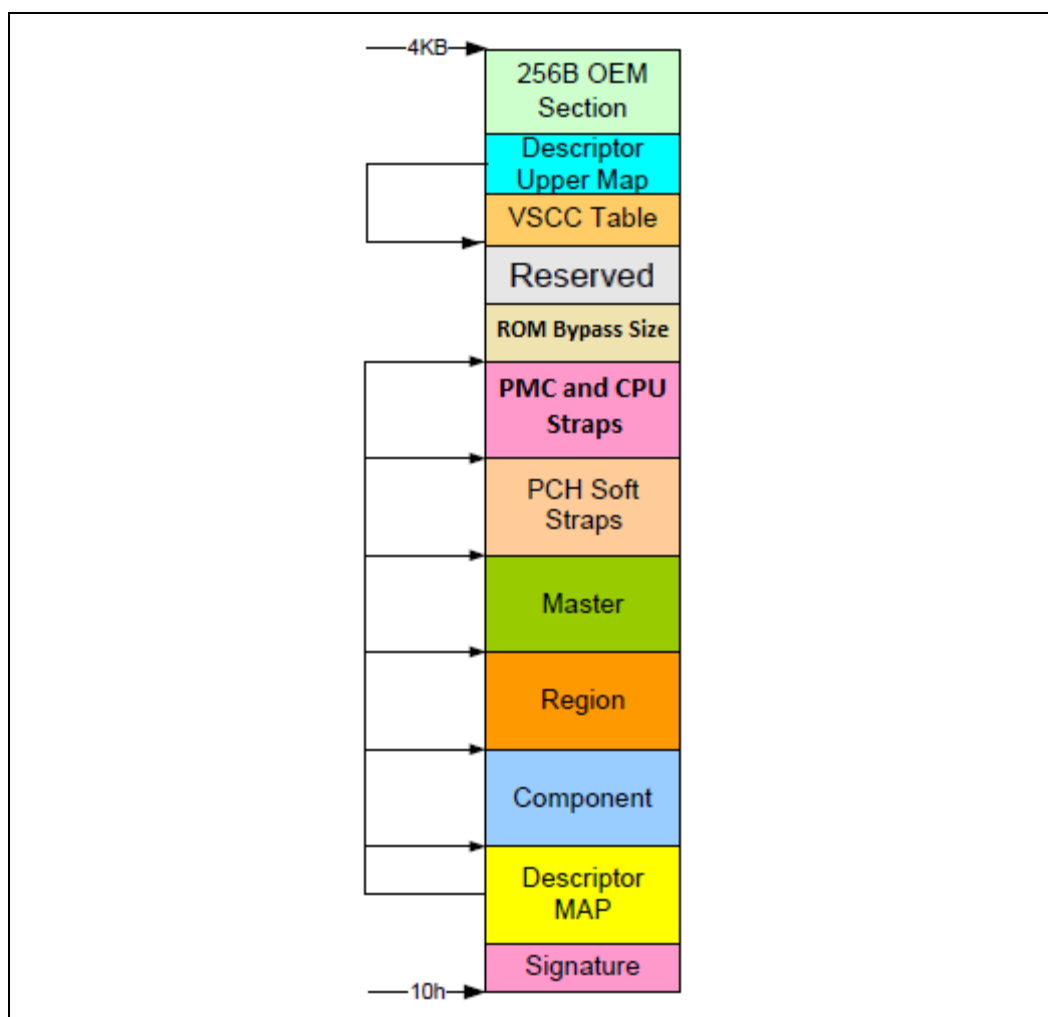 4KB
256B OEM
Section
Descriptor
Upper Map
VSCC Table
Reserved
ROM Bypass Size
PMC and CPU
Straps
PCH Soft
Straps
Master
Region
Component
Descriptor
MAP
Signature
10h